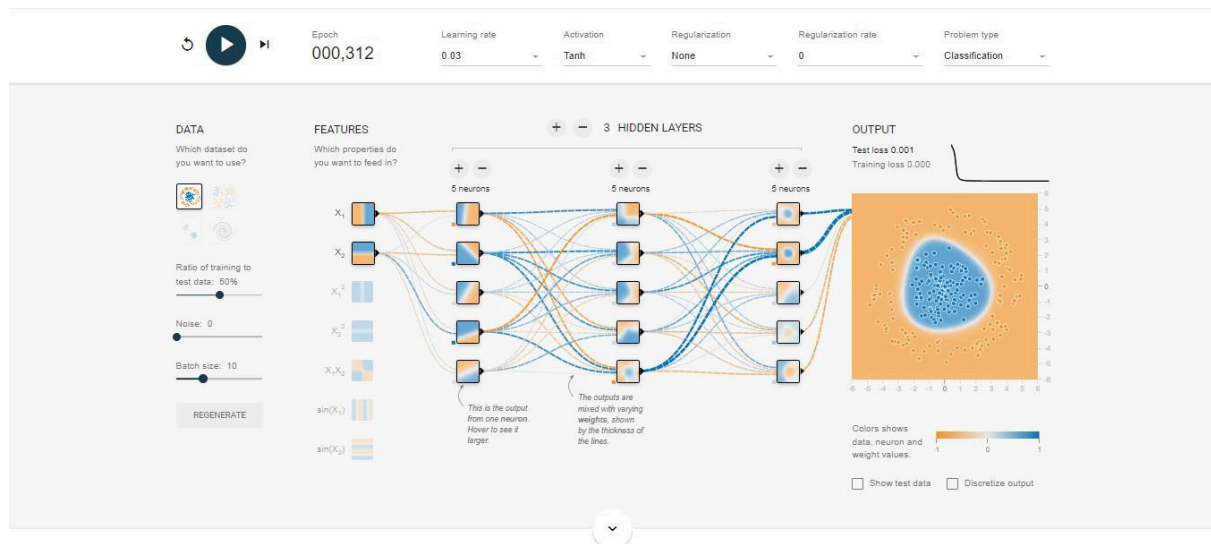 Epoch
000,312
Learning rate
0.03
Activation
Tanh
Regularization
None
Regularization rate
0
Problem type
Classification
DATA
Which dataset do
you want to use?
Ratio of training to
test data: 50%
Noise: 0
Batch size: 10
REGENERATE
FEATURES
Which properties do
you want to feed in?
X₁
X₂
X₁²
X₂²
X₁X₂
sin(X₁)
sin(X₂)
+ − 3 HIDDEN LAYERS
+ −
5 neurons
+ −
5 neurons
+ −
5 neurons
This is the output
from one neuron.
Hover to see it
larger.
The outputs are
mixed with varying
weights, shown
by the thickness of
the lines.
OUTPUT
Test loss 0.001
Training loss 0.000
6
5
4
3
2
1
0
-1
-2
-3
-4
-5
-6
-6 -5 -4 -3 -2 -1 0 1 2 3 4 5 6
Colors shows
data, neuron and
weight values.
-1 0 1
Show test data
Discretize output